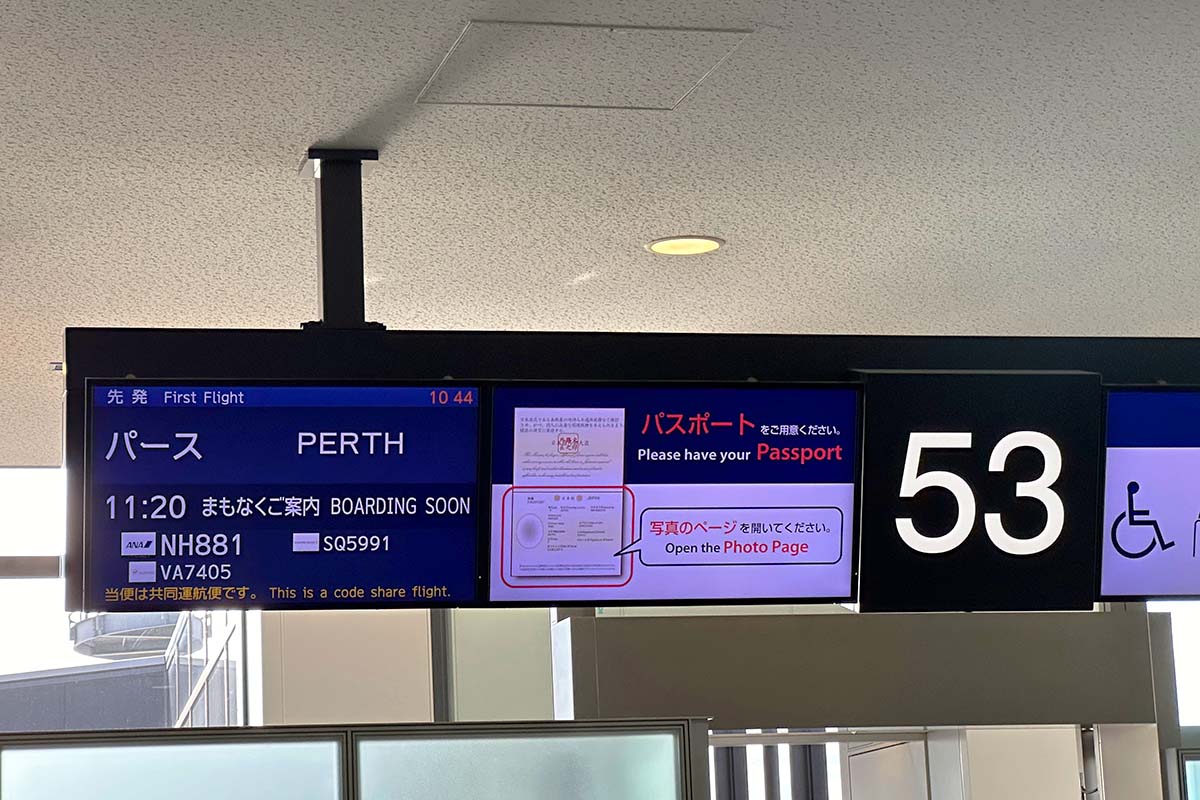 先発 First Flight 10 44
パース PERTH
11:20 まもなくご案内 BOARDING SOON
ANA NH881 SQ5991
VA7405
当便は共同運航便です。 This is a code share flight.
パスポートをご用意ください。
Please have your Passport
写真のページを開いてください。
Open the Photo Page
53